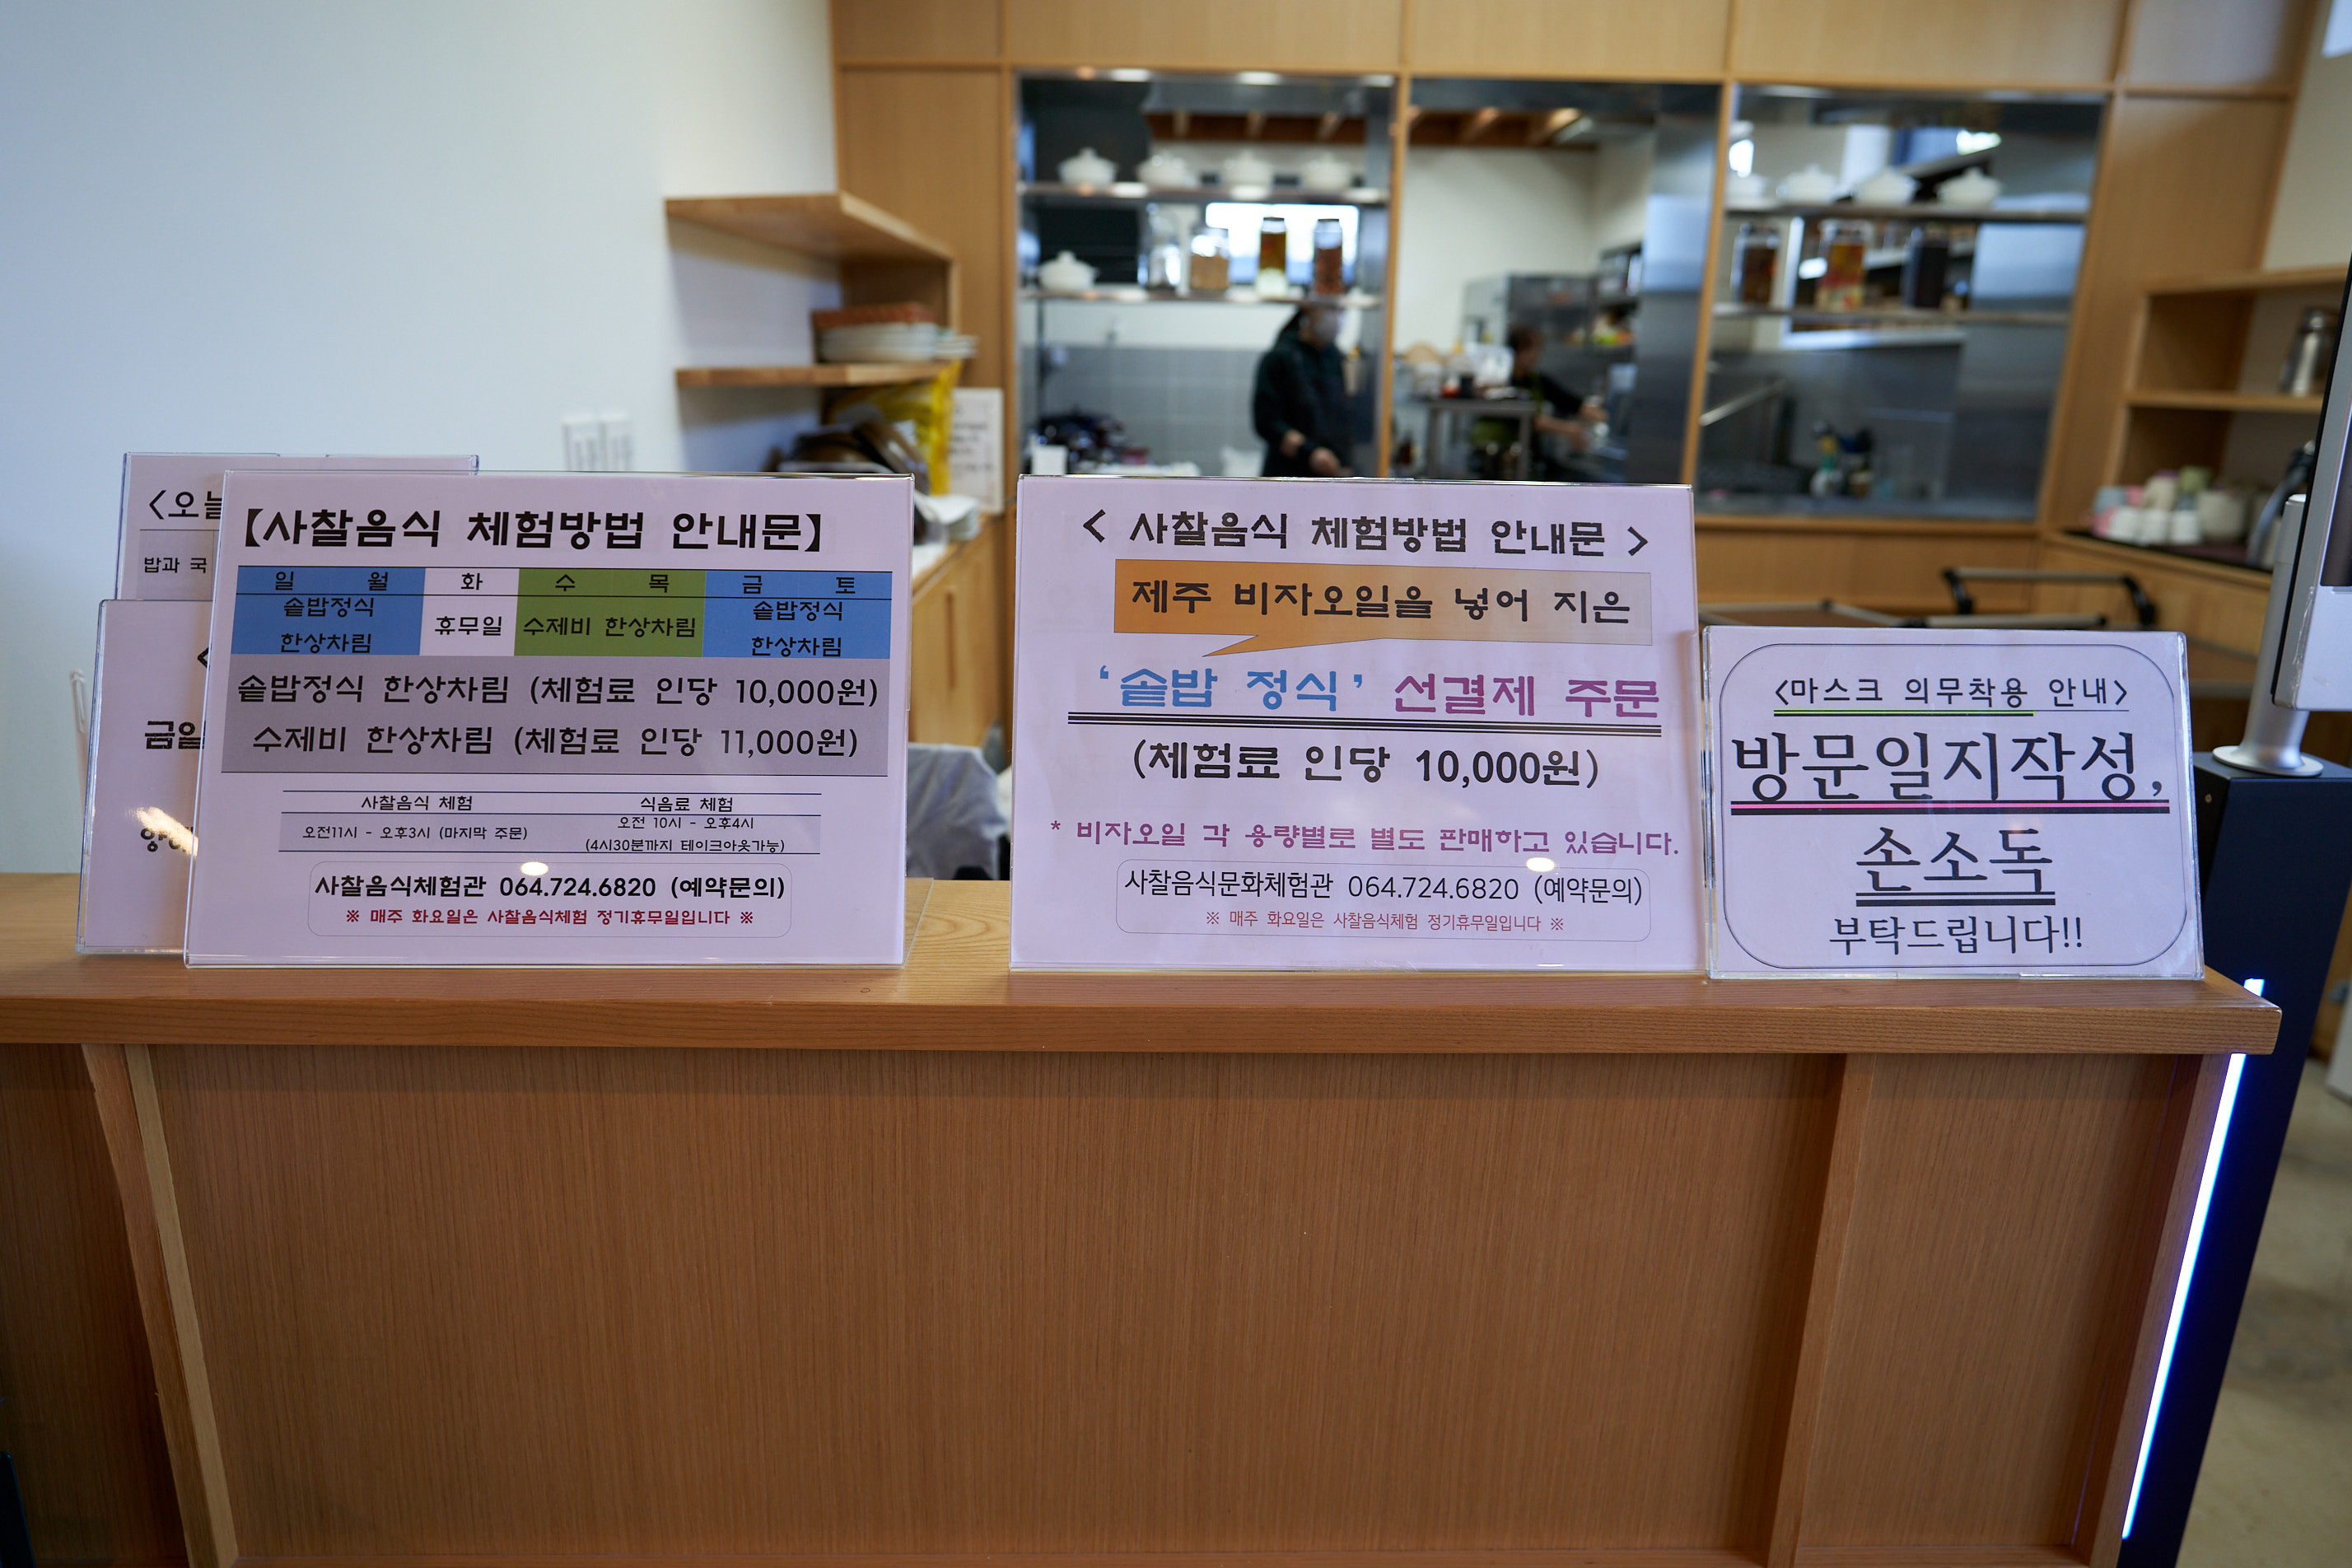 <오늘
밥과 국
금일
【사찰음식 체험방법 안내문】
일 월 화 수 목 금 토
솥밥정식 한상차림 휴무일 수제비 한상차림 솥밥정식 한상차림
솥밥정식 한상차림 (체험료 인당 10,000원)
수제비 한상차림 (체험료 인당 11,000원)
사찰음식 체험 식음료 체험
오전11시 - 오후3시 (마지막 주문) 오전 10시 - 오후4시
(4시30분까지 테이크아웃가능)
사찰음식체험관 064.724.6820 (예약문의)
※ 매주 화요일은 사찰음식체험 정기휴무일입니다 ※
< 사찰음식 체험방법 안내문 >
제주 비자오일을 넣어 지은
'솥밥 정식' 선결제 주문
(체험료 인당 10,000원)
* 비자오일 각 용량별로 별도 판매하고 있습니다.
사찰음식문화체험관 064.724.6820 (예약문의)
※ 매주 화요일은 사찰음식체험 정기휴무일입니다 ※
<마스크 의무착용 안내>
방문일지작성,
손소독
부탁드립니다!!